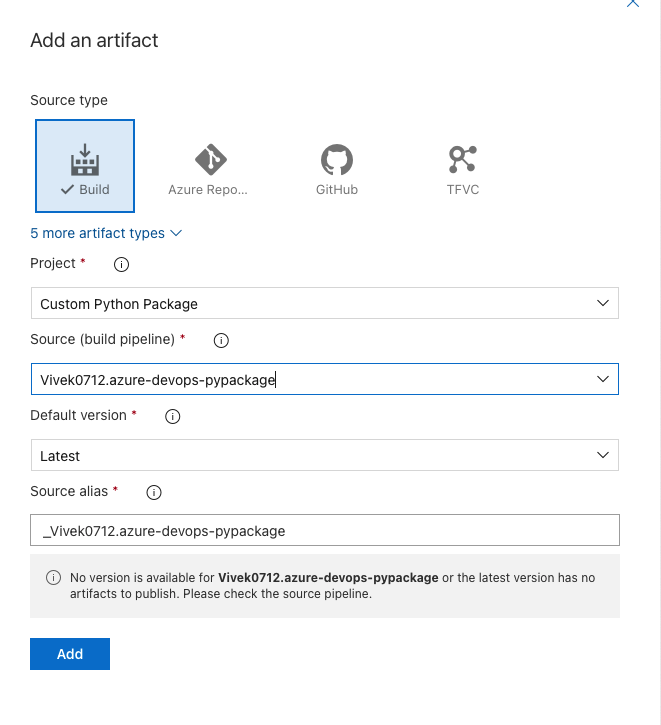 Add an artifact
Source type
Build
Azure Repo...
GitHub
TFVC
5 more artifact types
Project *
Custom Python Package
Source (build pipeline) *
Vivek0712.azure-devops-pypackage
Default version *
Latest
Source alias *
_Vivek0712.azure-devops-pypackage
No version is available for Vivek0712.azure-devops-pypackage or the latest version has no
artifacts to publish. Please check the source pipeline.
Add